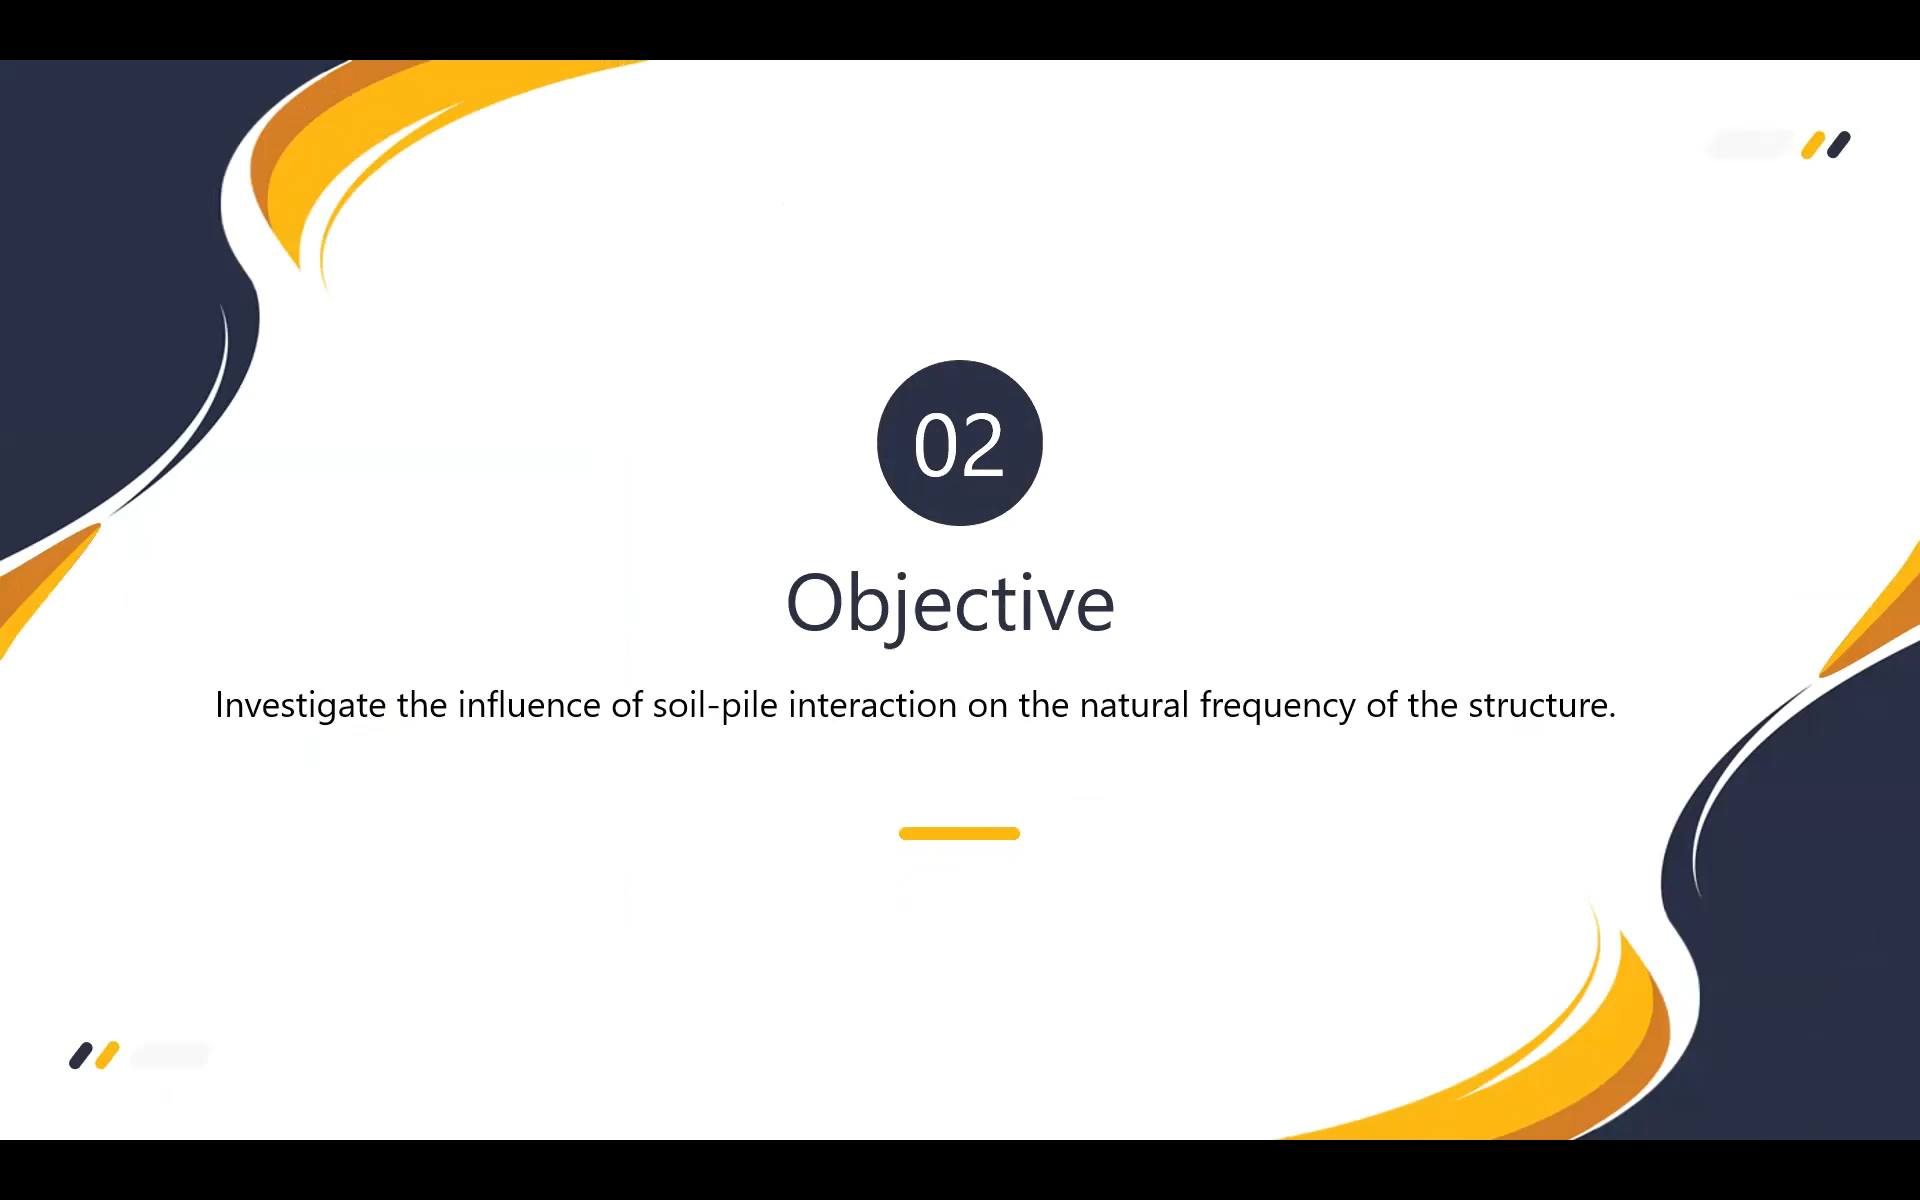 02
Objective
Investigate the influence of soil-pile interaction on the natural frequency of the structure.